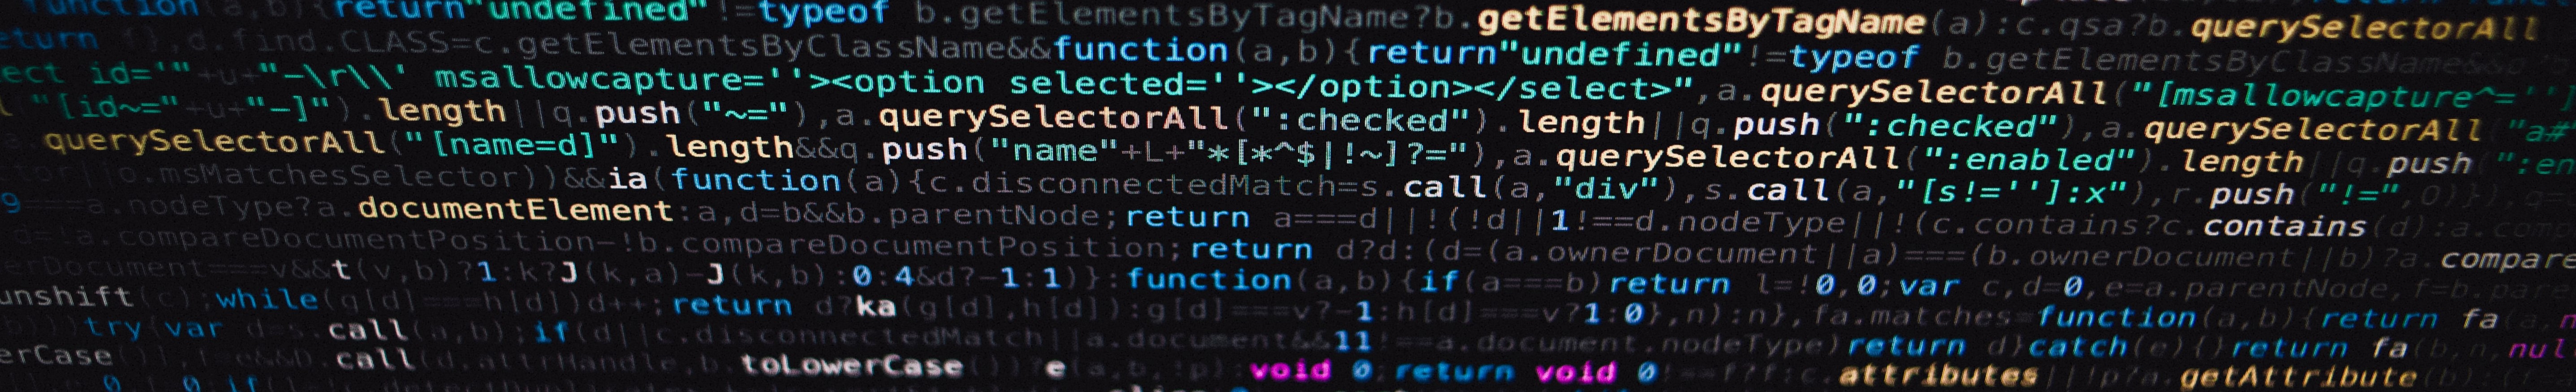 function(a,b){return"undefined"!=typeof b.getElementsByTagName?b.getElementsByTagName(a):c.qsa?b.querySelectorAll
eturn d.find.CLASS=c.getElementsByClassName&&function(a,b){return"undefined"!=typeof b.getElementsByClassName&&
ect id='"+u+"-\r\\' msallowcapture=''><option selected=''></option></select>",a.querySelectorAll("[msallowcapture^='']
"[id~="+u+"-]").length||q.push("~="),a.querySelectorAll(":checked").length||q.push(":checked"),a.querySelectorAll("a#
a.querySelectorAll("[name=d]").length&&q.push("name"+L+"*[*^$|!~]?="),a.querySelectorAll(":enabled").length||q.push(":en
tor||o.msMatchesSelector))&&ia(function(a){c.disconnectedMatch=s.call(a,"div"),s.call(a,"[s!='']:x"),r.push("!=",O)}),q=
9===a.nodeType?a.documentElement:a,d=b&&b.parentNode;return a===d||!(!d||1!==d.nodeType||!(c.contains?c.contains(d):a.com
d=!a.compareDocumentPosition-!b.compareDocumentPosition;return d?d:(d=(a.ownerDocument||a)===(b.ownerDocument||b)?a.compare
erDocument===v&&t(v,b)?1:k?J(k,a)-J(k,b):0:4&d?-1:1)}:function(a,b){if(a===b)return l=!0,0;var c,d=0,e=a.parentNode,f=b.pare
unshift(c);while(g[d]===h[d])d++;return d?ka(g[d],h[d]):g[d]===v?-1:h[d]===v?1:0},n):n},fa.matches=function(a,b){return fa(a,n
try{var d=s.call(a,b);if(d||c.disconnectedMatch||a.document&&11!==a.document.nodeType)return d}catch(e){}return fa(b,n,nul
erCase()),f=e&&D.call(d.attrHandle,b.toLowerCase())?e(a,b,!p):void 0;return void 0!==f?f:c.attributes||!p?a.getAttribute(b)